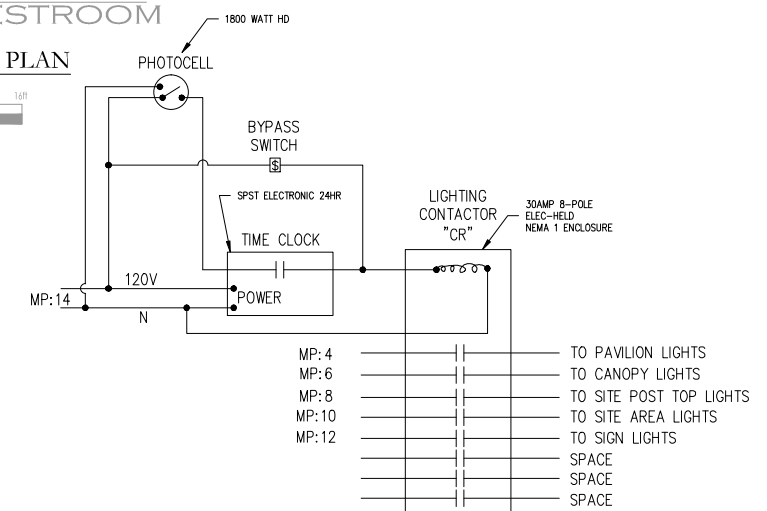 ESTROOM
1800 WATT HD
PLAN
PHOTOCELL
16ft
BYPASS
SWITCH
$
SPST ELECTRONIC 24HR
LIGHTING
CONTACTOR
"CR"
30AMP 8-POLE
ELEC-HELD
NEMA 1 ENCLOSURE
TIME CLOCK
120V
MP:14
POWER
N
MP:4 TO PAVILION LIGHTS
MP:6 TO CANOPY LIGHTS
MP:8 TO SITE POST TOP LIGHTS
MP:10 TO SITE AREA LIGHTS
MP:12 TO SIGN LIGHTS
SPACE
SPACE
SPACE